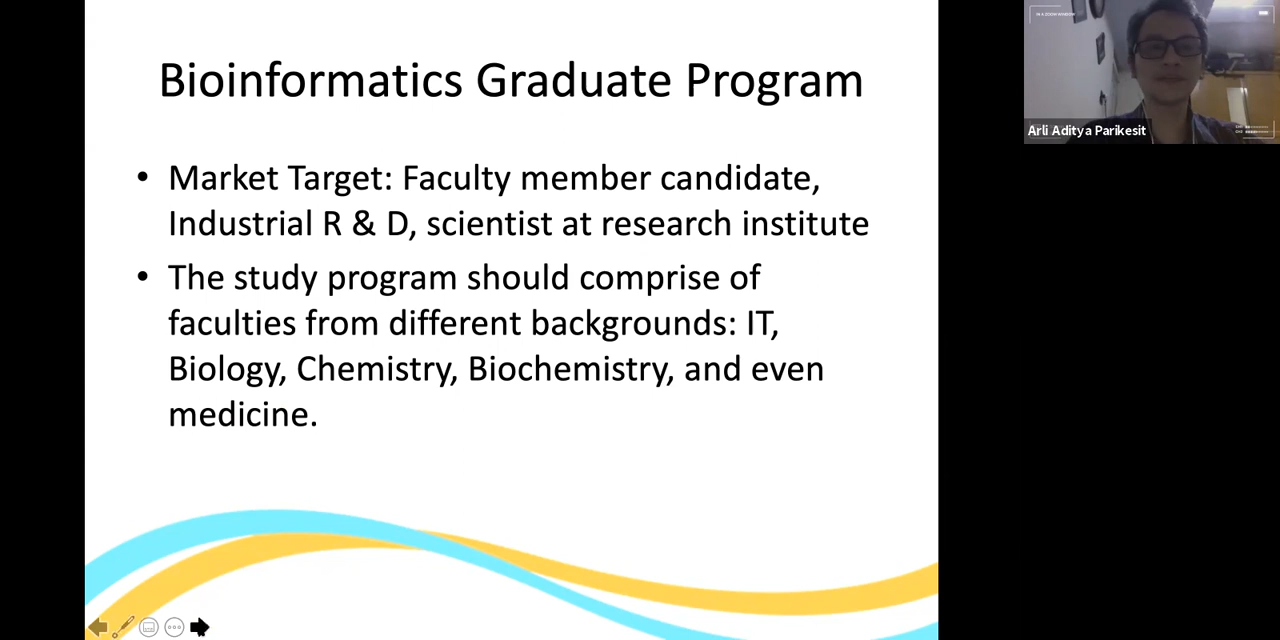 Bioinformatics Graduate Program
• Market Target: Faculty member candidate,
Industrial R & D, scientist at research institute
• The study program should comprise of
faculties from different backgrounds: IT,
Biology, Chemistry, Biochemistry, and even
medicine.
Arli Aditya Parikesit